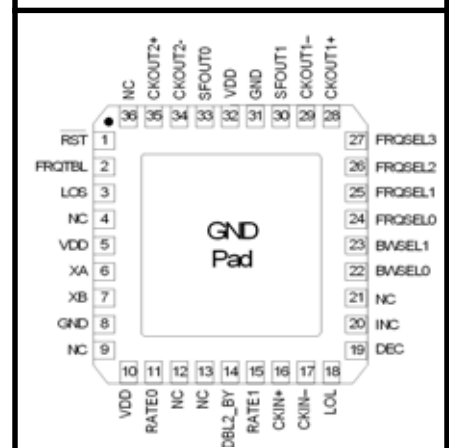 NC
CKOUT2+
CKOUT2-
SFOUT0
VDD
GND
SFOUT1
CKOUT1–
CKOUT1+
36 35 34 33 32 31 30 29 28
RST 1
FRQTBL 2
LOS 3
NC 4
VDD 5
XA 6
XB 7
GND 8
NC 9
GND
Pad
27 FRQSEL3
26 FRQSEL2
25 FRQSEL1
24 FRQSEL0
23 BWSEL1
22 BWSEL0
21 NC
20 INC
19 DEC
10 11 12 13 14 15 16 17 18
VDD
RATE0
NC
NC
DBL2_BY
RATE1
CKIN+
CKIN–
LOL